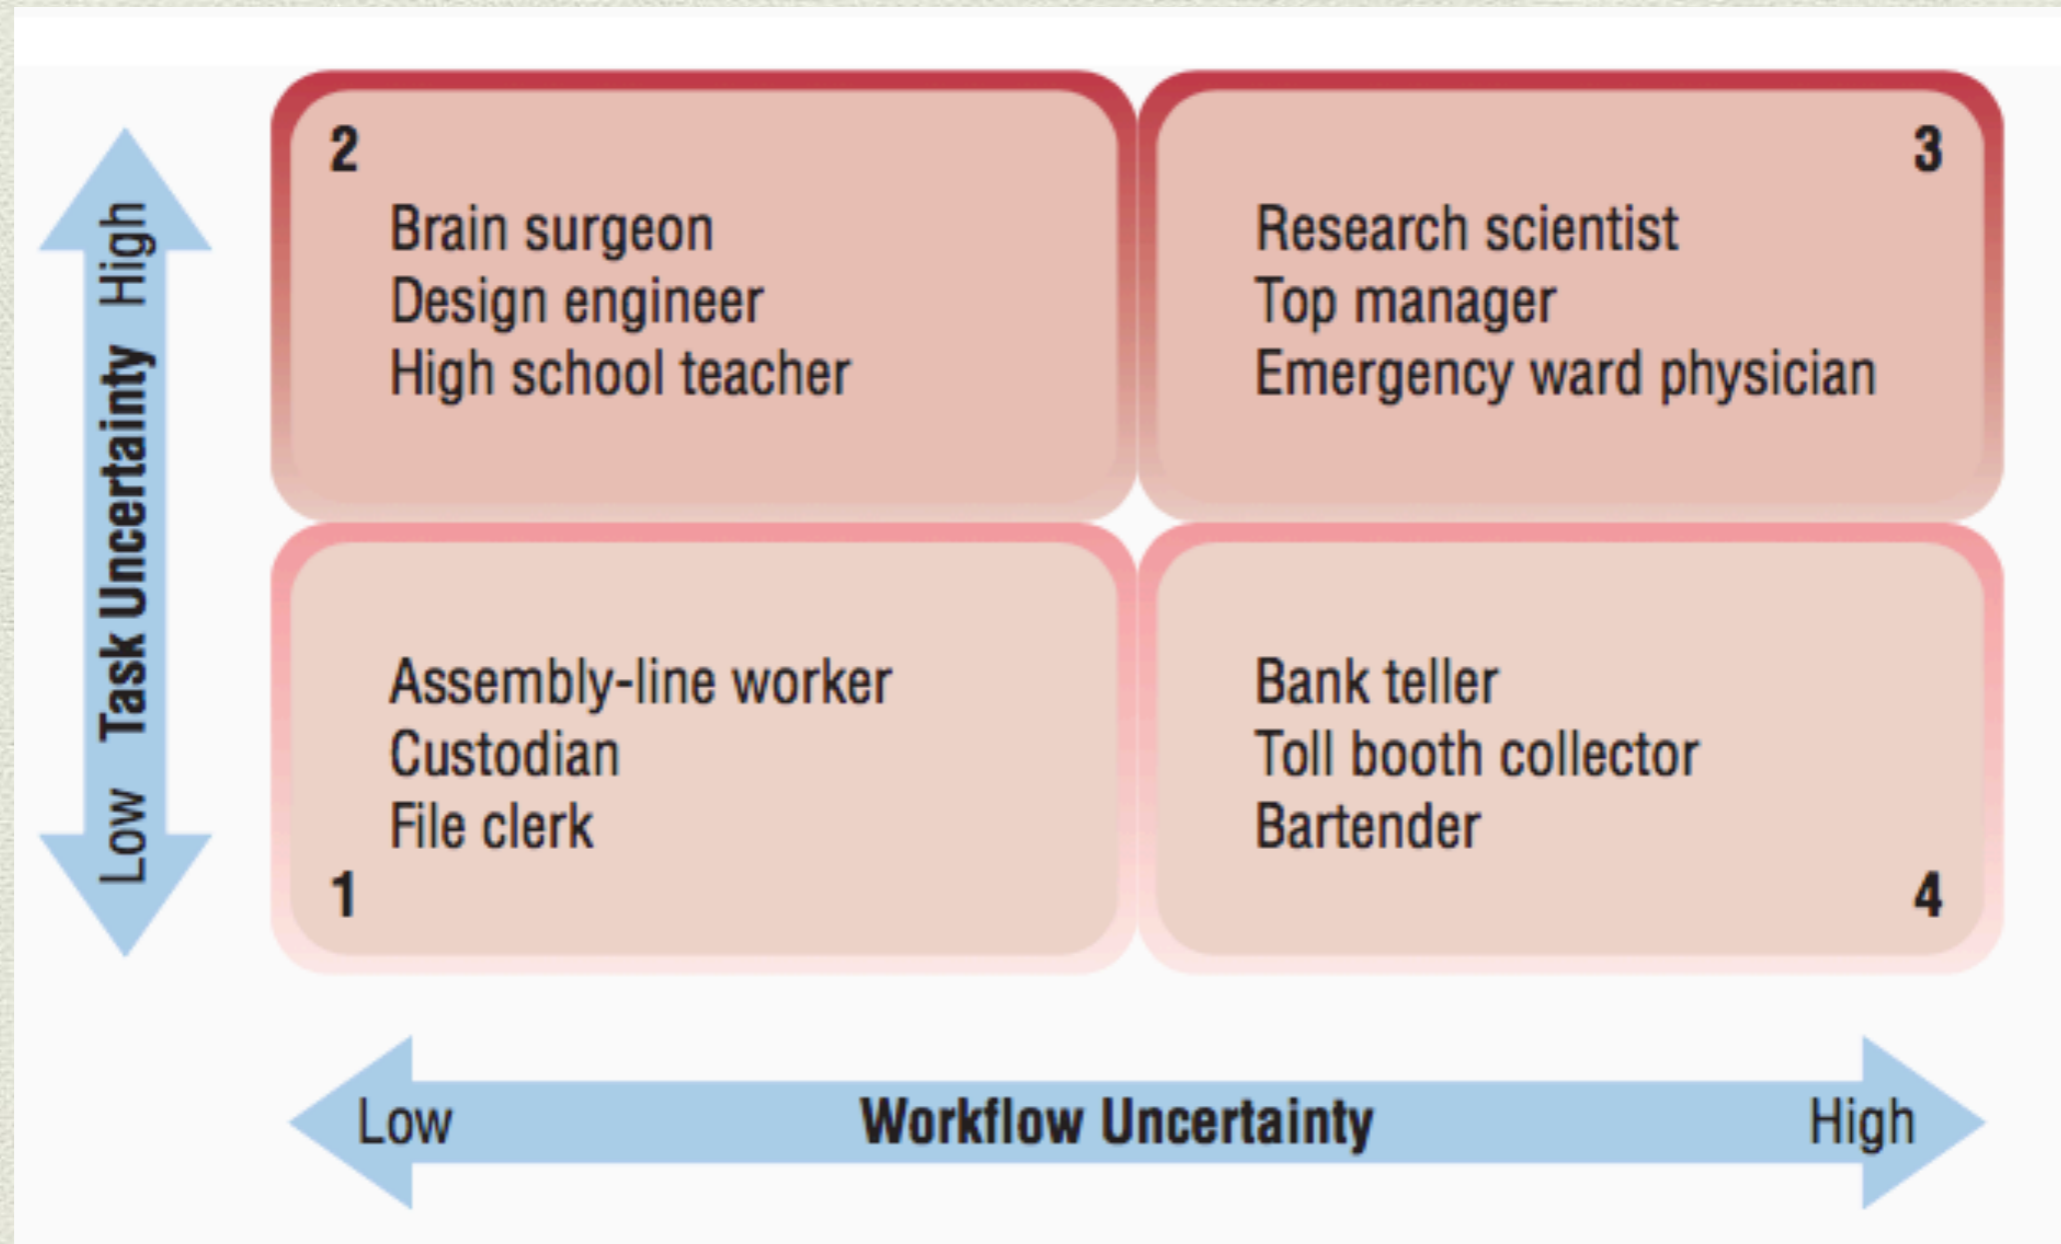 High
Task Uncertainty
Low
2
Brain surgeon
Design engineer
High school teacher
3
Research scientist
Top manager
Emergency ward physician
Assembly-line worker
Custodian
File clerk
1
Bank teller
Toll booth collector
Bartender
4
Low Workflow Uncertainty High